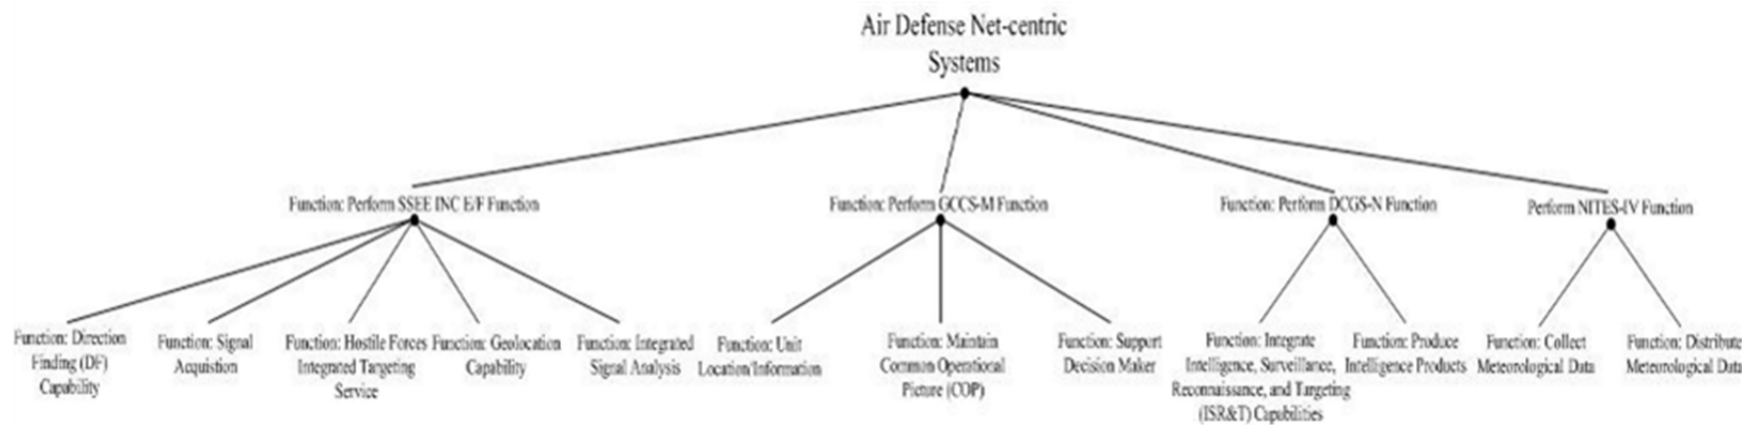 Air Defense Net-centric
Systems
Function: Perform SSEE INC E/F Function
Function: Perform GCCS-M Function
Function: Perform DCGS-N Function
Perform NITES-IV Function
Function: Direction
Finding (DF)
Capability
Function: Signal
Acquistion
Function: Hostile Forces
Integrated Targeting
Service
Function: Geolocation
Capability
Function: Integrated
Signal Analysis
Function: Unit
Location/Information
Function: Maintain
Common Operational
Picture (COP)
Function: Support
Decision Maker
Function: Integrate
Intelligence, Surveillance,
Reconnaissance, and Targeting
(ISR&T) Capabilities
Function: Produce
Intelligence Products
Function: Collect
Meteorological Data
Function: Distribute
Meteorological Data